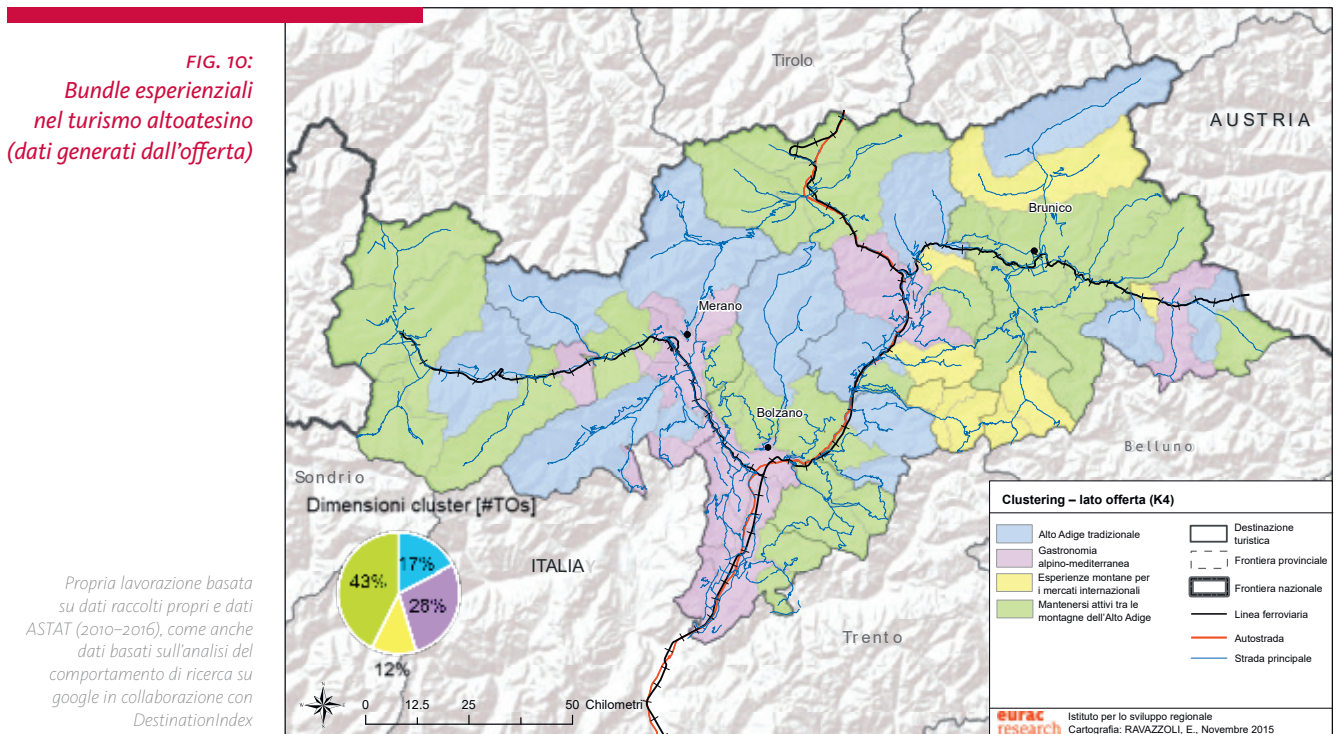 FIG. 10:
Bundle esperienziali
nel turismo altoatesino
(dati generati dall'offerta)
Propria lavorazione basata
su dati raccolti propri e dati
ASTAT (2010–2016), come anche
dati basati sull'analisi del
comportamento di ricerca su
google in collaborazione con
DestinationIndex
Tirolo
AUSTRIA
Brunico
Merano
Bolzano
Belluno
Sondrio
ITALIA
Trento
Dimensioni cluster [#TOs]
17%
43%
28%
12%
N
0 12.5 25 50 Chilometri
Clustering – lato offerta (K4)
Alto Adige tradizionale
Gastronomia
alpino-mediterranea
Esperienze montane per
i mercati internazionali
Mantenersi attivi tra le
montagne dell'Alto Adige
Destinazione
turistica
Frontiera provinciale
Frontiera nazionale
Linea ferroviaria
Autostrada
Strada principale
eurac
research
Istituto per lo sviluppo regionale
Cartografia: RAVAZZOLI, E., Novembre 2015